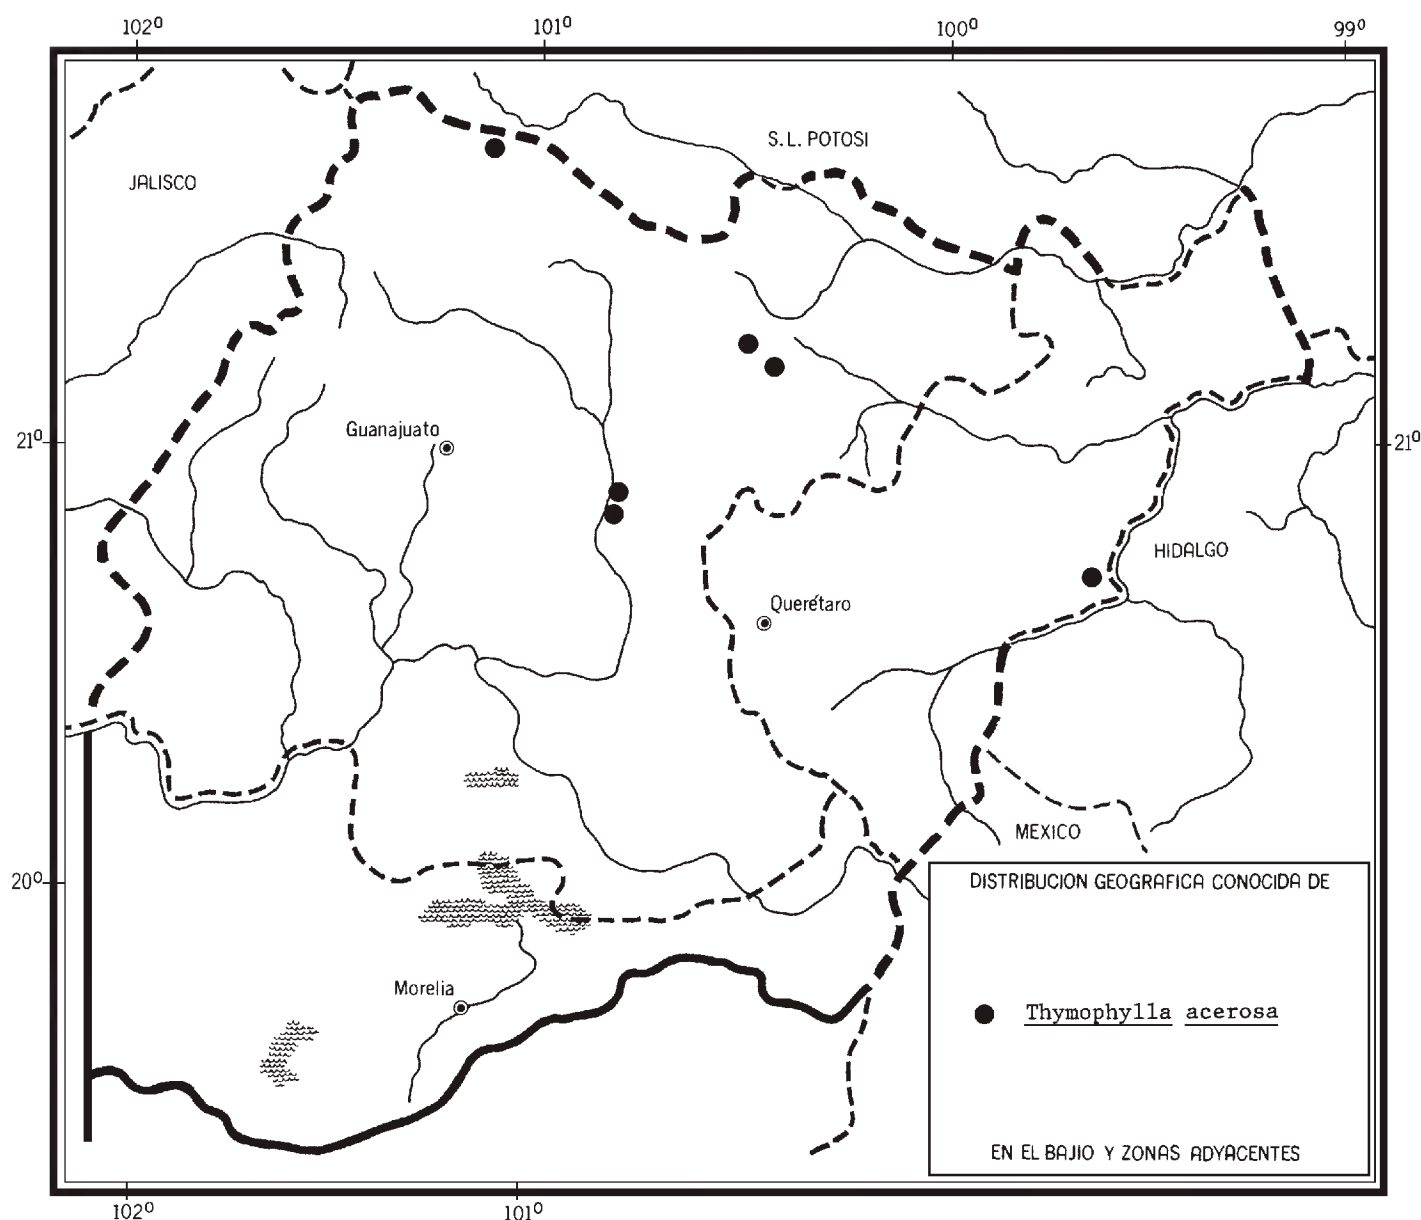 102º 101º 100º 99º
S.L. POTOSI
JALISCO
Guanajuato
21º 21º
HIDALGO
Querétaro
MEXICO
20º
DISTRIBUCION GEOGRAFICA CONOCIDA DE
Morelia
Thymophylla acerosa
EN EL BAJIO Y ZONAS ADYACENTES
102º 101º